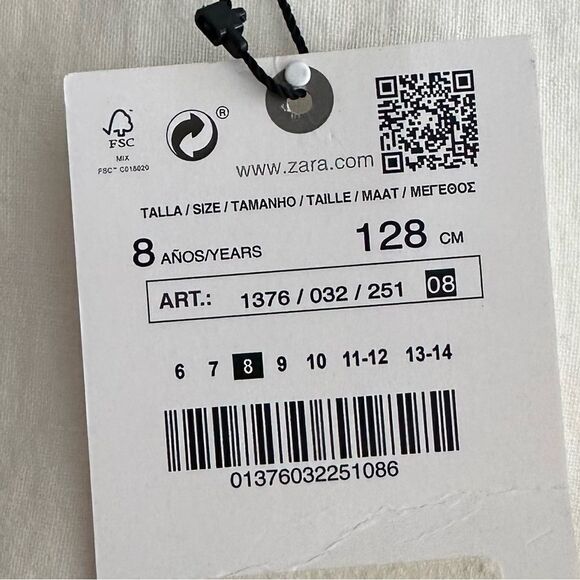 FSC
MIX
FSC™ C018020
®
www.zara.com
TALLA / SIZE / TAMANHO / TAILLE / MAAT / ΜΕΓΕΘΟΣ
8 AÑOS/YEARS 128 CM
ART.: 1376 / 032 / 251 08
6 7 8 9 10 11-12 13-14
01376032251086